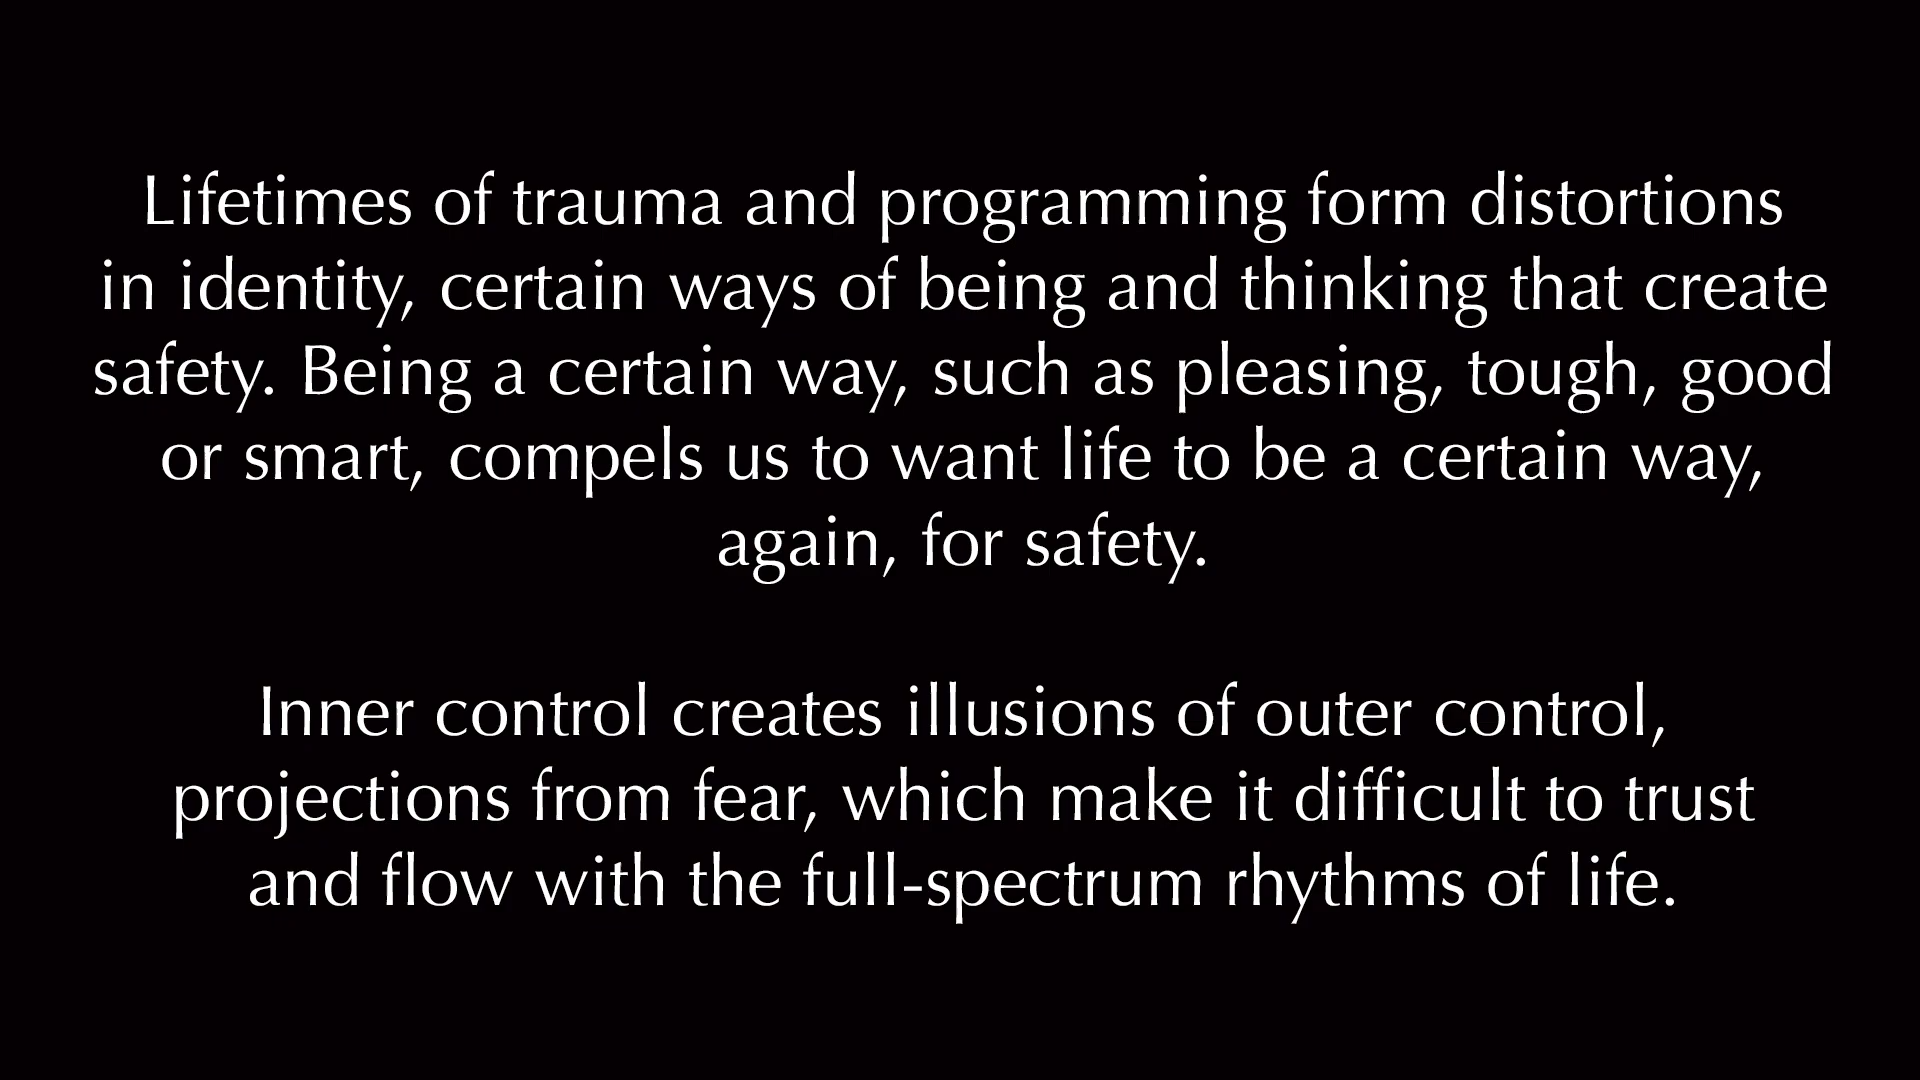 Lifetimes of trauma and programming form distortions
in identity, certain ways of being and thinking that create
safety. Being a certain way, such as pleasing, tough, good
or smart, compels us to want life to be a certain way,
again, for safety.
Inner control creates illusions of outer control,
projections from fear, which make it difficult to trust
and flow with the full-spectrum rhythms of life.